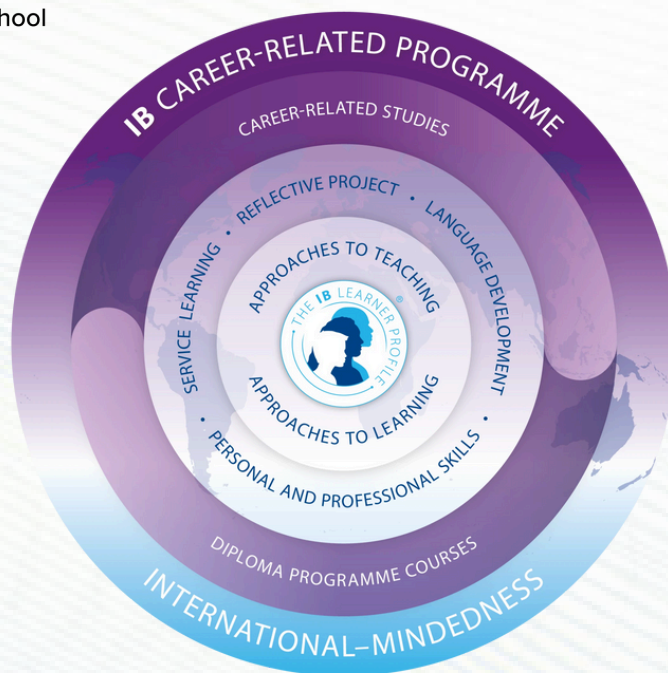 hool
IB CAREER-RELATED PROGRAMME
CAREER-RELATED STUDIES
SERVICE LEARNING • REFLECTIVE PROJECT • LANGUAGE DEVELOPMENT •
APPROACHES TO TEACHING
THE IB LEARNER PROFILE
®
APPROACHES TO LEARNING
• PERSONAL AND PROFESSIONAL SKILLS
DIPLOMA PROGRAMME COURSES
INTERNATIONAL–MINDEDNESS